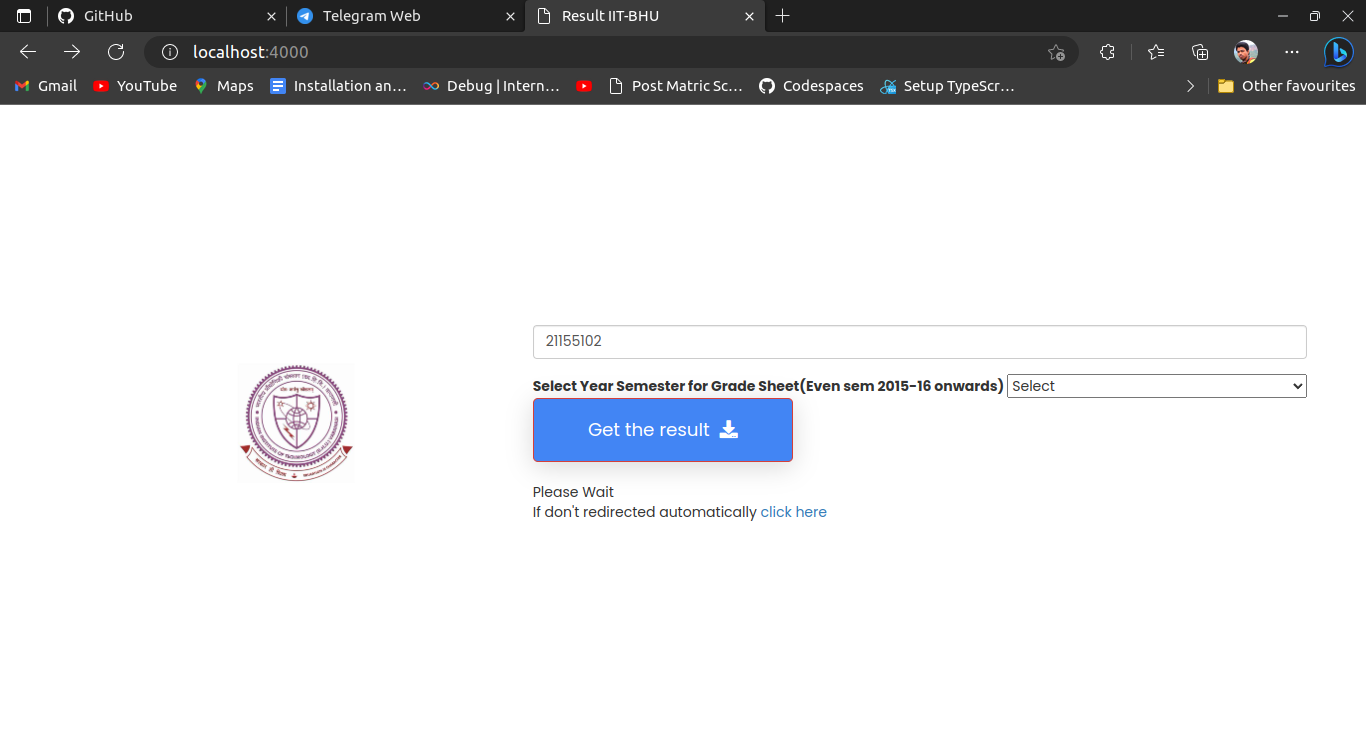 GitHub
Telegram Web
Result IIT-BHU
localhost:4000
Gmail
YouTube
Maps
Installation an...
Debug | Intern...
Post Matric Sc...
Codespaces
Setup TypeScr...
Other favourites
21155102
Select Year Semester for Grade Sheet(Even sem 2015-16 onwards) Select
Get the result
Please Wait
If don't redirected automatically click here